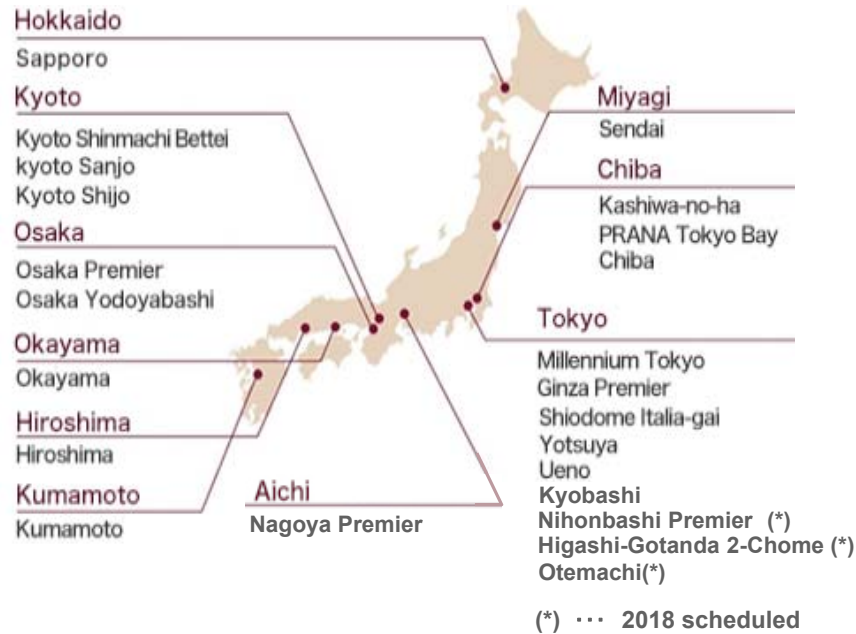 Hokkaido
Sapporo
Kyoto
Kyoto Shinmachi Bettei
kyoto Sanjo
Kyoto Shijo
Osaka
Osaka Premier
Osaka Yodoyabashi
Okayama
Okayama
Hiroshima
Hiroshima
Kumamoto
Kumamoto
Aichi
Nagoya Premier
Miyagi
Sendai
Chiba
Kashiwa-no-ha
PRANA Tokyo Bay
Chiba
Tokyo
Millennium Tokyo
Ginza Premier
Shiodome Italia-gai
Yotsuya
Ueno
Kyobashi
Nihonbashi Premier (*)
Higashi-Gotanda 2-Chome (*)
Otemachi(*)
(*) ··· 2018 scheduled